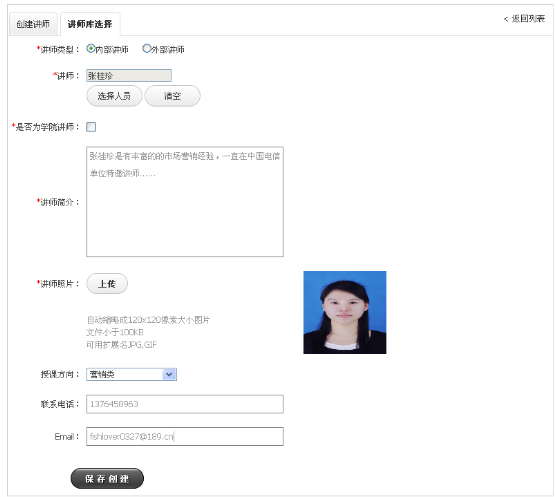 创建讲师 讲师库选择 < 返回列表
*讲师类型： 内部讲师 外部讲师
*讲师： 张桂珍
选择人员 清空
*是否为学院讲师：
张桂珍是有丰富的的市场营销经验，一直在中国电信
单位特邀讲师......
*讲师简介：
*讲师照片： 上传
自动缩略成120x120像素大小图片
文件小于100KB
可用扩展名JPG,GIF
授课方向： 营销类
联系电话： 1376458963
Email： fishlover0327@189.cn
保存创建